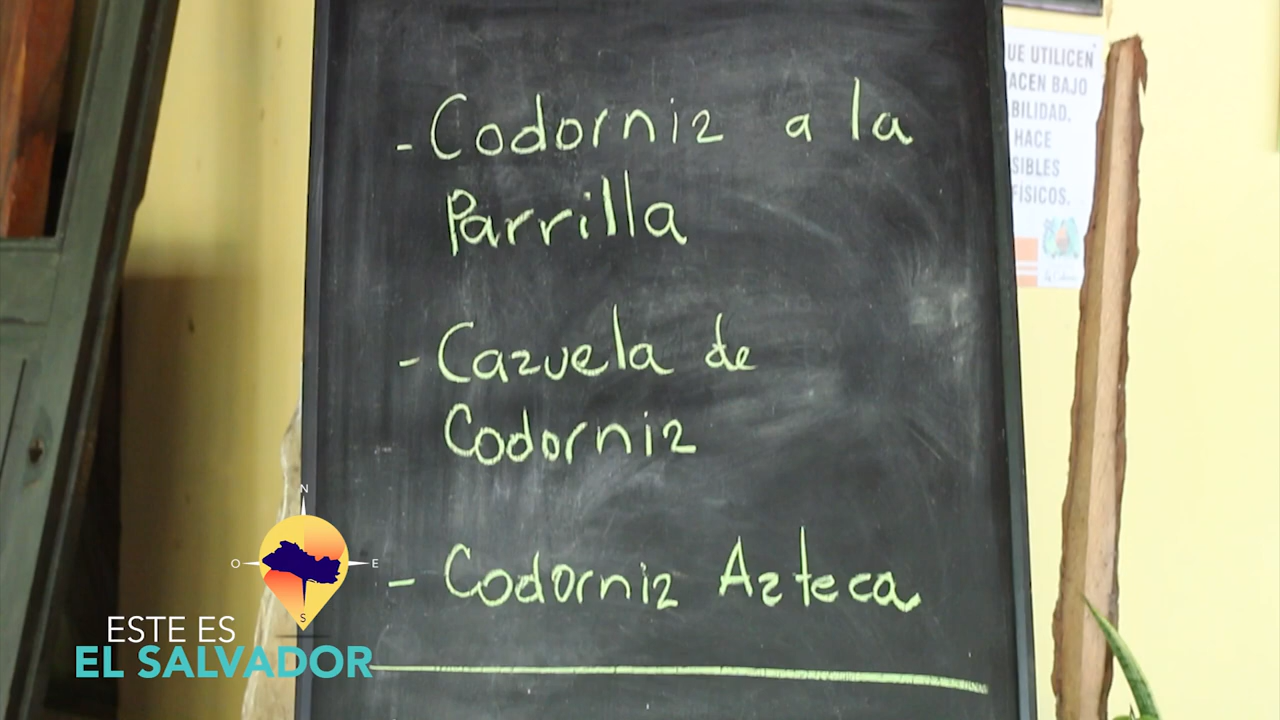 - Codorniz a la
Parrilla
- Cazuela de
Codorniz
- Codorniz Azteca
UE UTILICEN
ACEN BAJO
BILIDAD.
HACE
SIBLES
FISICOS.
N
O
E
S
ESTE ES
EL SALVADOR